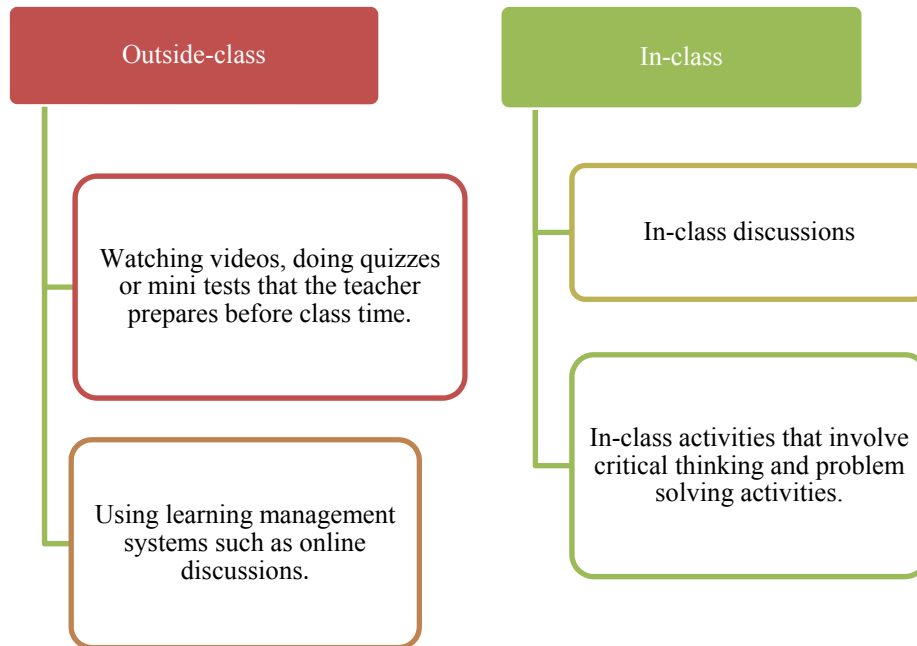 Outside-class
Watching videos, doing quizzes
or mini tests that the teacher
prepares before class time.
Using learning management
systems such as online
discussions.
In-class
In-class discussions
In-class activities that involve
critical thinking and problem
solving activities.